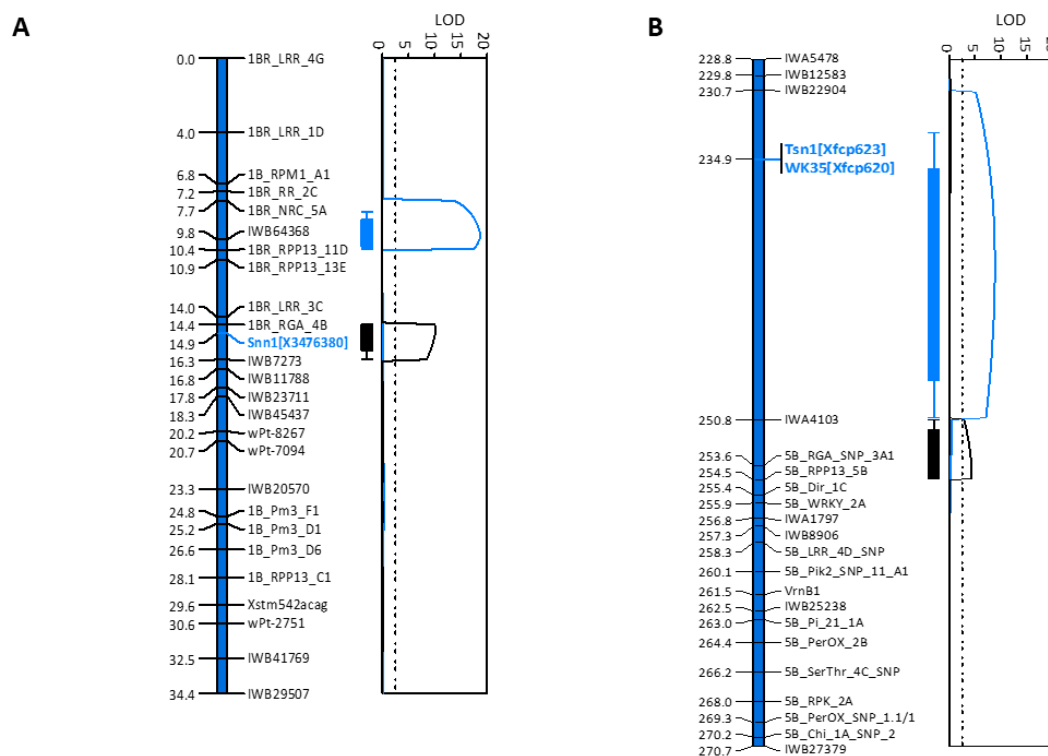 A
LOD
0 5 10 15 20
0.0 1BR_LRR_4G
4.0 1BR_LRR_1D
6.8 1B_RPM1_A1
7.2 1BR_RR_2C
7.7 1BR_NRC_5A
9.8 IWB64368
10.4 1BR_RPP13_11D
10.9 1BR_RPP13_13E
14.0 1BR_LRR_3C
14.4 1BR_RGA_4B
14.9 Snn1[X3476380]
16.3 IWB7273
16.8 IWB11788
17.8 IWB23711
18.3 IWB45437
20.2 wPt-8267
20.7 wPt-7094
23.3 IWB20570
24.8 1B_Pm3_F1
25.2 1B_Pm3_D1
26.6 1B_Pm3_D6
28.1 1B_RPP13_C1
29.6 Xstm542acag
30.6 wPt-2751
32.5 IWB41769
34.4 IWB29507
B
LOD
0 5 10 15 20
228.8 IWA5478
229.8 IWB12583
230.7 IWB22904
234.9 Tsn1[Xfcp623]
WK35[Xfcp620]
250.8 IWA4103
253.6 5B_RGA_SNP_3A1
254.5 5B_RPP13_5B
255.4 5B_Dir_1C
255.9 5B_WRKY_2A
256.8 IWA1797
257.3 IWB8906
258.3 5B_LRR_4D_SNP
260.1 5B_Pik2_SNP_11_A1
261.5 VrnB1
262.5 IWB25238
263.0 5B_Pi_21_1A
264.4 5B_PerOX_2B
266.2 5B_SerThr_4C_SNP
268.0 5B_RPK_2A
269.3 5B_PerOX_SNP_1.1/1
270.2 5B_Chi_1A_SNP_2
270.7 IWB27379